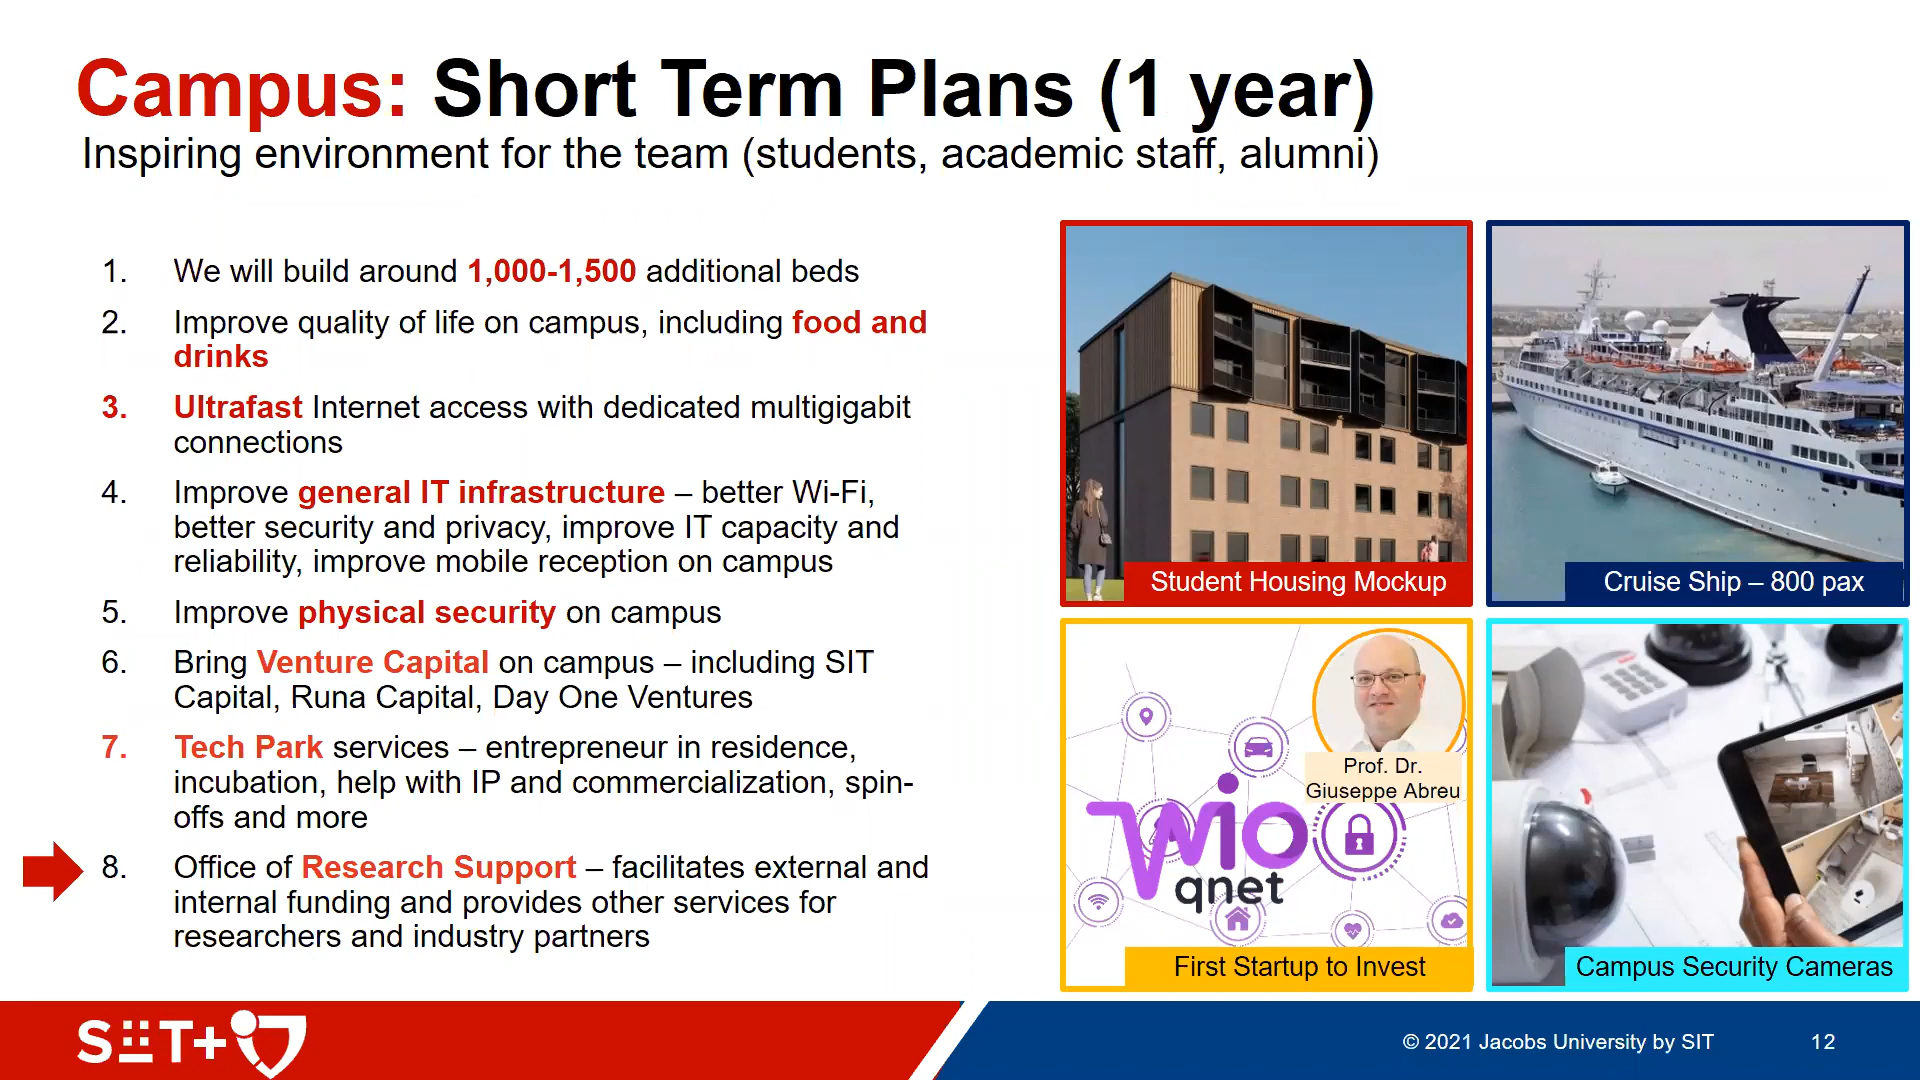 Campus: Short Term Plans (1 year)
Inspiring environment for the team (students, academic staff, alumni)
1. We will build around 1,000-1,500 additional beds
2. Improve quality of life on campus, including food and
drinks
3. Ultrafast Internet access with dedicated multigigabit
connections
4. Improve general IT infrastructure – better Wi-Fi,
better security and privacy, improve IT capacity and
reliability, improve mobile reception on campus
5. Improve physical security on campus
6. Bring Venture Capital on campus – including SIT
Capital, Runa Capital, Day One Ventures
7. Tech Park services – entrepreneur in residence,
incubation, help with IP and commercialization, spin-
offs and more
8. Office of Research Support – facilitates external and
internal funding and provides other services for
researchers and industry partners
Student Housing Mockup
Cruise Ship – 800 pax
Prof. Dr.
Giuseppe Abreu
wio
qnet
First Startup to Invest
Campus Security Cameras
SIT+
© 2021 Jacobs University by SIT
12